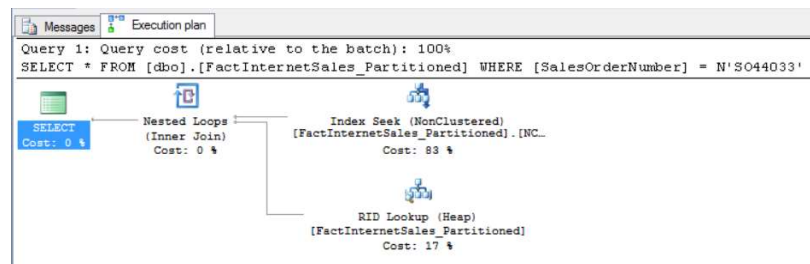 Messages
Execution plan
Query 1: Query cost (relative to the batch): 100%
SELECT * FROM [dbo].[FactInternetSales_Partitioned] WHERE [SalesOrderNumber] = N'SO44033'
SELECT
Cost: 0 %
Nested Loops
(Inner Join)
Cost: 0 %
Index Seek (NonClustered)
[FactInternetSales_Partitioned].[NC…
Cost: 83 %
RID Lookup (Heap)
[FactInternetSales_Partitioned]
Cost: 17 %